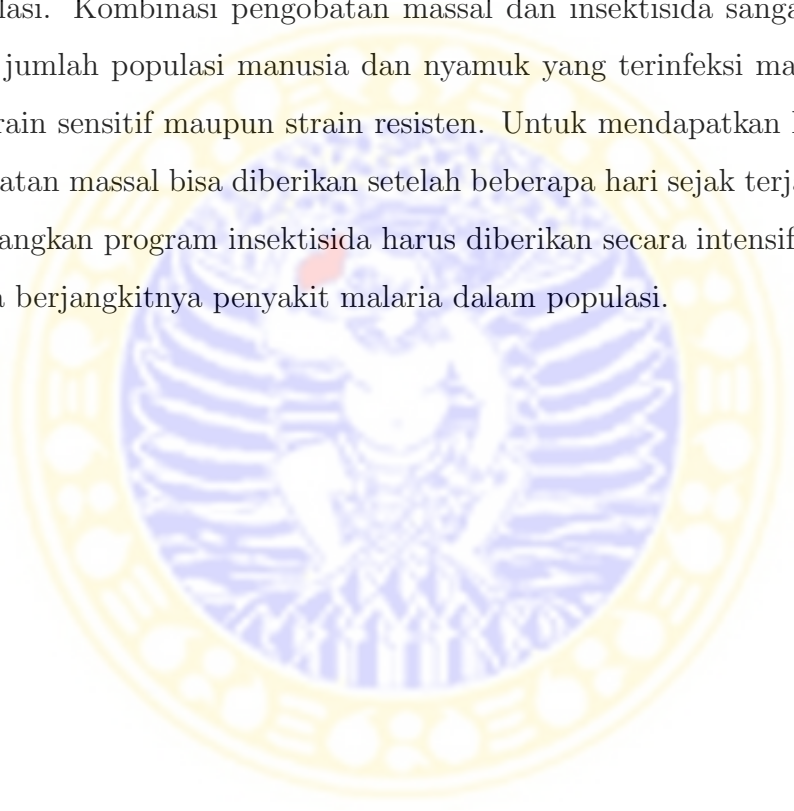 lasi. Kombinasi pengobatan massal dan insektisida sanga
jumlah populasi manusia dan nyamuk yang terinfeksi ma
rain sensitif maupun strain resisten. Untuk mendapatkan
atan massal bisa diberikan setelah beberapa hari sejak terj
angkan program insektisida harus diberikan secara intensif
berjangkitnya penyakit malaria dalam populasi.